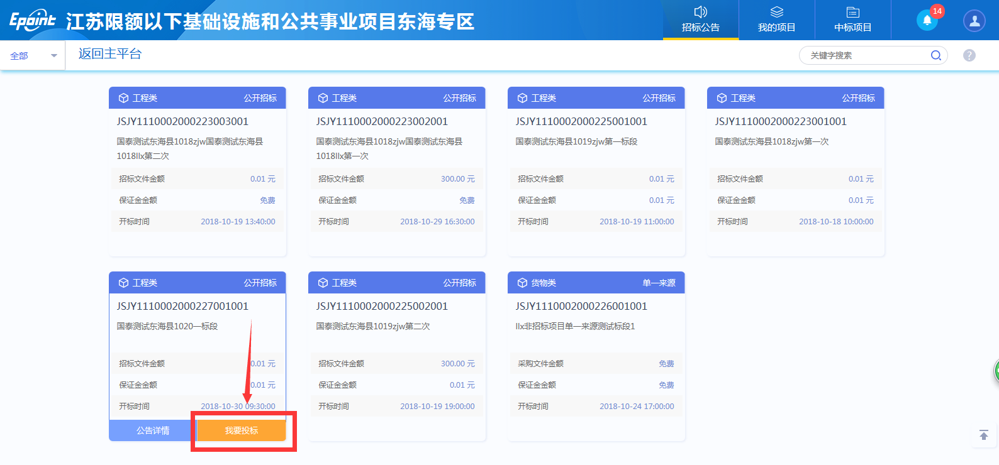 Epoint 江苏限额以下基础设施和公共事业项目东海专区
招标公告
我的项目
中标项目
14
全部
返回主平台
关键字搜索
?
工程类 公开招标
JSJY1110002000223003001
国泰测试东海县1018zjw国泰测试东海县
1018llx第二次
招标文件金额 0.01 元
保证金金额 免费
开标时间 2018-10-19 13:40:00
工程类 公开招标
JSJY1110002000223002001
国泰测试东海县1018zjw国泰测试东海县
1018llx第一次
招标文件金额 300.00 元
保证金金额 免费
开标时间 2018-10-29 16:30:00
工程类 公开招标
JSJY1110002000225001001
国泰测试东海县1019zjw第一标段
招标文件金额 0.01 元
保证金金额 0.01 元
开标时间 2018-10-19 11:00:00
工程类 公开招标
JSJY1110002000223001001
国泰测试东海县1018zjw第一次
招标文件金额 0.01 元
保证金金额 0.01 元
开标时间 2018-10-18 10:00:00
工程类 公开招标
JSJY1110002000227001001
国泰测试东海县1020一标段
招标文件金额 0.01 元
保证金金额 0.01 元
开标时间 2018-10-30 09:30:00
公告详情 我要投标
工程类 公开招标
JSJY1110002000225002001
国泰测试东海县1019zjw第二次
招标文件金额 300.00 元
保证金金额 0.01 元
开标时间 2018-10-19 19:00:00
货物类 单一来源
JSJY1110002000226001001
llx非招标项目单一来源测试标段1
采购文件金额 免费
保证金金额 免费
开标时间 2018-10-24 17:00:00